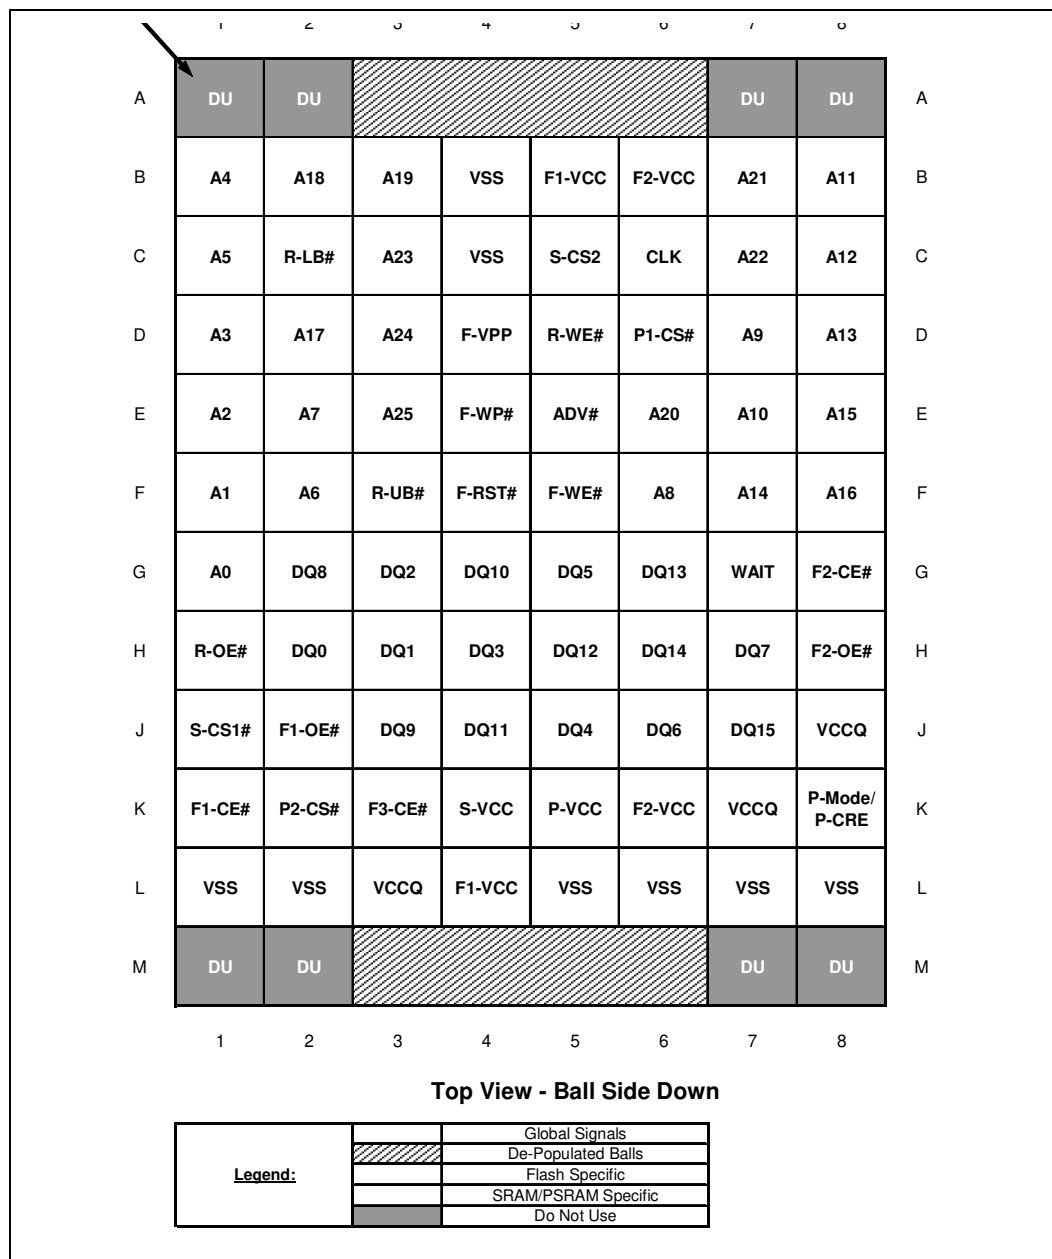 1 2 3 4 5 6 7 8
A DU DU DU DU A
B A4 A18 A19 VSS F1-VCC F2-VCC A21 A11 B
C A5 R-LB# A23 VSS S-CS2 CLK A22 A12 C
D A3 A17 A24 F-VPP R-WE# P1-CS# A9 A13 D
E A2 A7 A25 F-WP# ADV# A20 A10 A15 E
F A1 A6 R-UB# F-RST# F-WE# A8 A14 A16 F
G A0 DQ8 DQ2 DQ10 DQ5 DQ13 WAIT F2-CE# G
H R-OE# DQ0 DQ1 DQ3 DQ12 DQ14 DQ7 F2-OE# H
J S-CS1# F1-OE# DQ9 DQ11 DQ4 DQ6 DQ15 VCCQ J
K F1-CE# P2-CS# F3-CE# S-VCC P-VCC F2-VCC VCCQ P-Mode/ K
P-CRE
L VSS VSS VCCQ F1-VCC VSS VSS VSS VSS L
M DU DU DU DU M
1 2 3 4 5 6 7 8
Top View - Ball Side Down
Legend:
Global Signals
De-Populated Balls
Flash Specific
SRAM/PSRAM Specific
Do Not Use